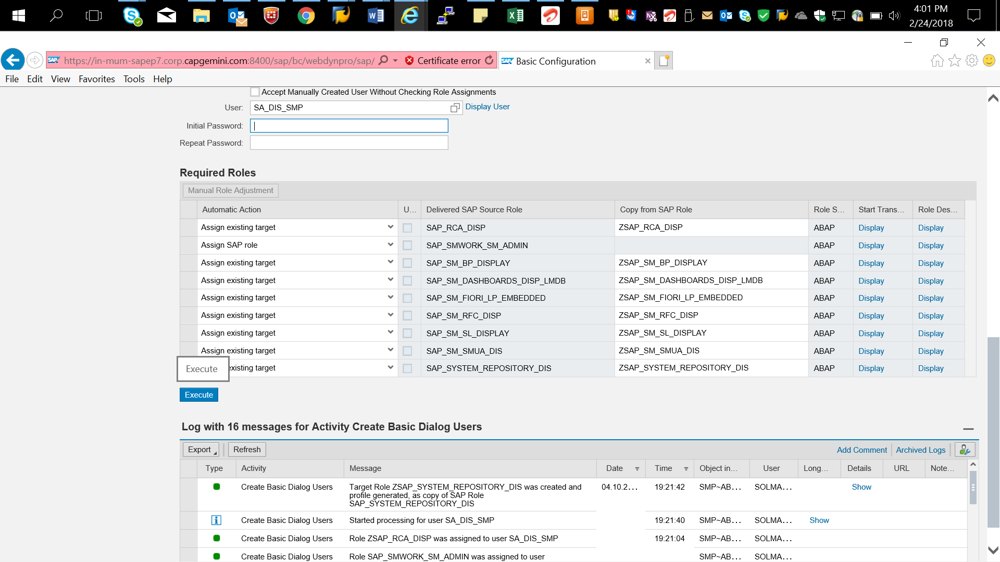 4:01 PM
2/24/2018
https://in-mum-sapep7.corp.capgemini.com:8400/sap/bc/webdynpro/sap/
Certificate error
Basic Configuration
File Edit View Favorites Tools Help
Accept Manually Created User Without Checking Role Assignments
User: SA_DIS_SMP Display User
Initial Password:
Repeat Password:
Required Roles
Manual Role Adjustment
Automatic Action U... Delivered SAP Source Role Copy from SAP Role Role S... Start Trans... Role Des...
Assign existing target SAP_RCA_DISP ZSAP_RCA_DISP ABAP Display Display
Assign SAP role SAP_SMWORK_SM_ADMIN ABAP Display Display
Assign existing target SAP_SM_BP_DISPLAY ZSAP_SM_BP_DISPLAY ABAP Display Display
Assign existing target SAP_SM_DASHBOARDS_DISP_LMDB ZSAP_SM_DASHBOARDS_DISP_LMDB ABAP Display Display
Assign existing target SAP_SM_FIORI_LP_EMBEDDED ZSAP_SM_FIORI_LP_EMBEDDED ABAP Display Display
Assign existing target SAP_SM_RFC_DISP ZSAP_SM_RFC_DISP ABAP Display Display
Assign existing target SAP_SM_SL_DISPLAY ZSAP_SM_SL_DISPLAY ABAP Display Display
Assign existing target SAP_SM_SMUA_DIS ZSAP_SM_SMUA_DIS ABAP Display Display
Execute existing target SAP_SYSTEM_REPOSITORY_DIS ZSAP_SYSTEM_REPOSITORY_DIS ABAP Display Display
Execute
Log with 16 messages for Activity Create Basic Dialog Users
Export Refresh Add Comment Archived Logs
Type Activity Message Date Time Object in... User Long... Details URL Note...
Create Basic Dialog Users Target Role ZSAP_SYSTEM_REPOSITORY_DIS was created and 04.10.2... 19:21:42 SMP~AB... SOLMA... Show
profile generated, as copy of SAP Role
SAP_SYSTEM_REPOSITORY_DIS
Create Basic Dialog Users Started processing for user SA_DIS_SMP 19:21:40 SMP~AB... SOLMA... Show
Create Basic Dialog Users Role ZSAP_RCA_DISP was assigned to user SA_DIS_SMP 19:21:04 SMP~AB... SOLMA...
Create Basic Dialog Users Role SAP_SMWORK_SM_ADMIN was assigned to user SMP~AB... SOLMA...